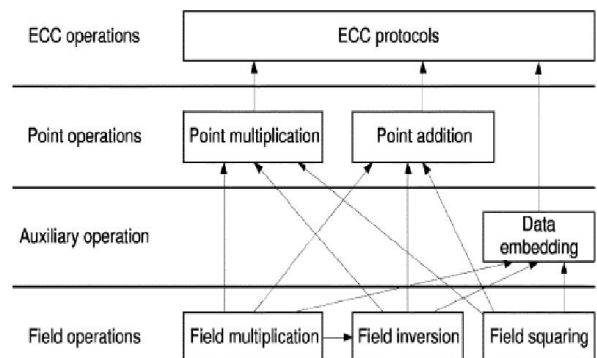 ECC operations
ECC protocols
Point operations
Point multiplication
Point addition
Auxiliary operation
Data
embedding
Field operations
Field multiplication
Field inversion
Field squaring